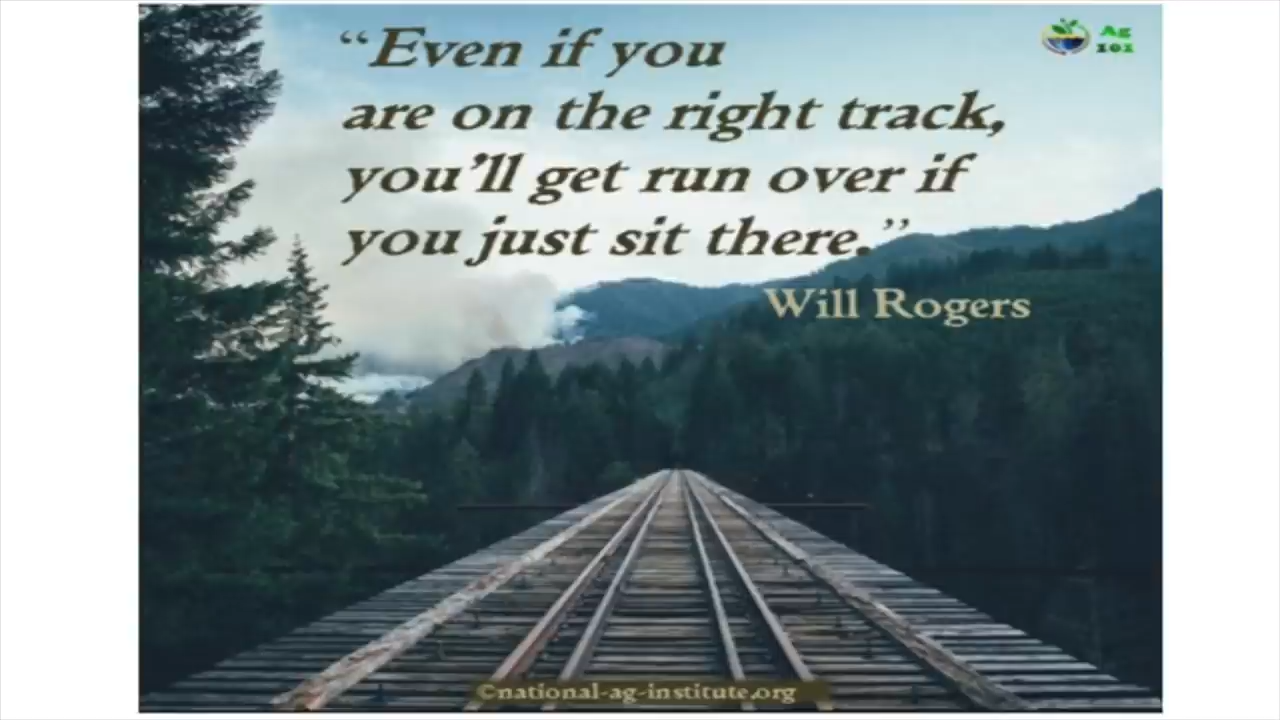 “Even if you
are on the right track,
you’ll get run over if
you just sit there.”
Will Rogers
Ag
101
©national-ag-institute.org